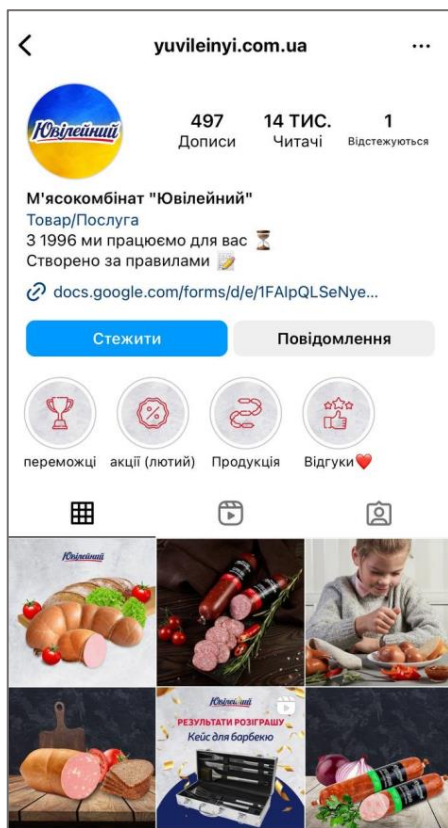 yuvileinyi.com.ua
Ювілейний
497
14 ТИС.
1
Дописи
Читачі
Відстежуються
М'ясокомбінат "Ювілейний"
Товар/Послуга
З 1996 ми працюємо для вас ⏳
Створено за правилами 📝
docs.google.com/forms/d/e/1FAIpQLSeNye...
Стежити
Повідомлення
переможці
акції (лютий)
Продукція
Відгуки❤️
Ювілейний
Ювілейний
РЕЗУЛЬТАТИ РОЗІГРАШУ
Кейс для барбекю